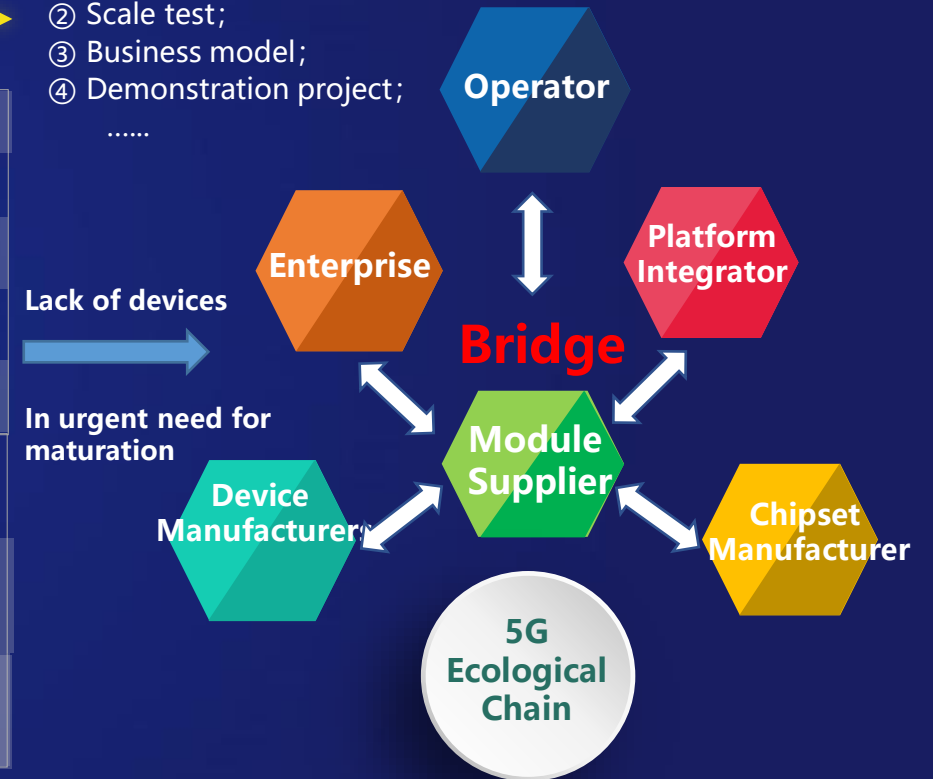 ② Scale test；
③ Business model；
④ Demonstration project；
……
Operator
Enterprise
Platform
Integrator
Lack of devices
Bridge
In urgent need for
maturation
Module
Supplier
Device
Manufacturers
Chipset
Manufacturer
5G
Ecological
Chain